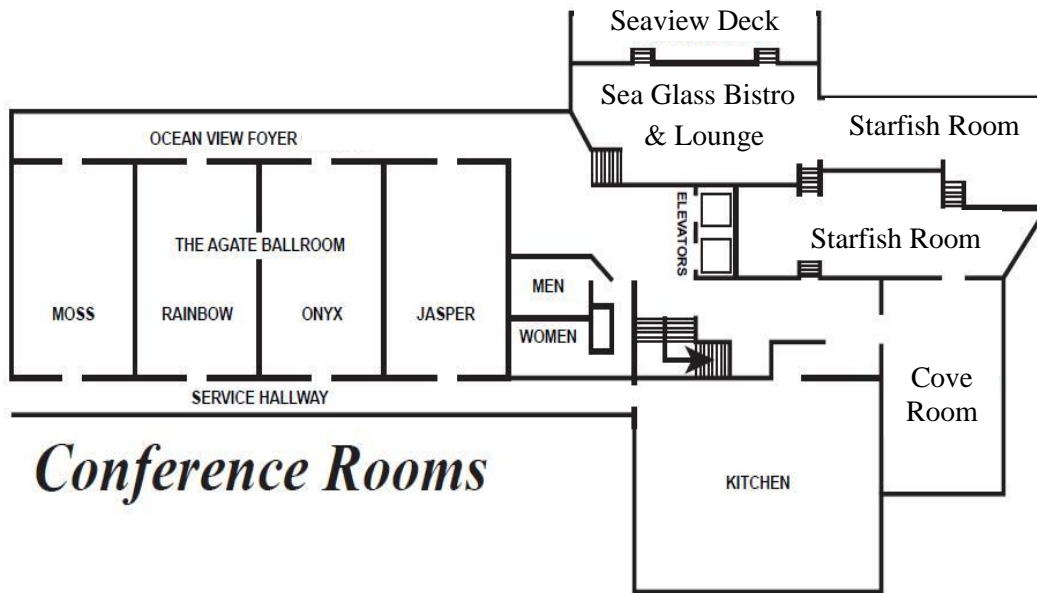 Seaview Deck
Sea Glass Bistro
& Lounge
Starfish Room
OCEAN VIEW FOYER
ELEVATORS
Starfish Room
THE AGATE BALLROOM
MEN
MOSS
RAINBOW
ONYX
JASPER
WOMEN
Cove
Room
SERVICE HALLWAY
Conference Rooms
KITCHEN